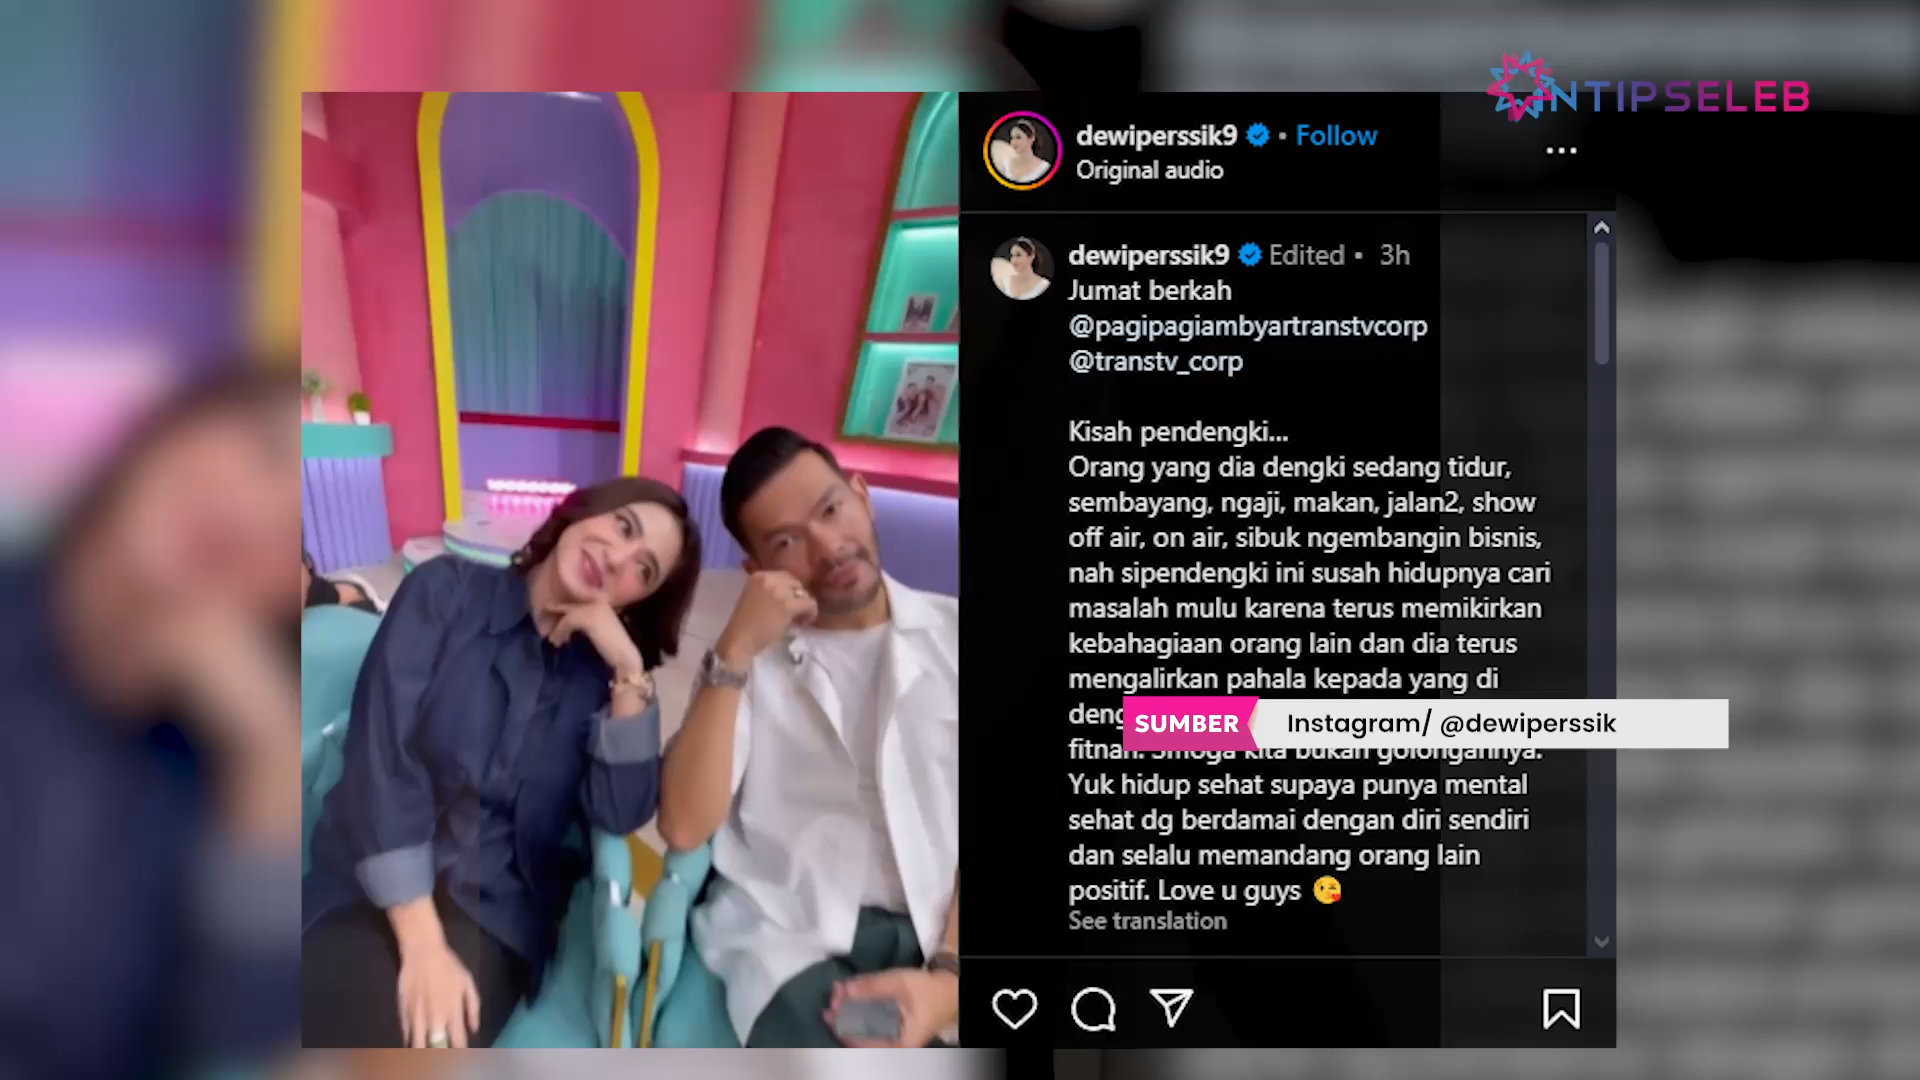 INTIPSELEB
dewiperssik9 • Follow
Original audio
dewiperssik9 Edited • 3h
Jumat berkah
@pagipagiambyartranstvcorp
@transtv_corp
Kisah pendengki...
Orang yang dia dengki sedang tidur,
sembayang, ngaji, makan, jalan2, show
off air, on air, sibuk ngembangin bisnis,
nah sipendengki ini susah hidupnya cari
masalah mulu karena terus memikirkan
kebahagiaan orang lain dan dia terus
mengalirkan pahala kepada yang di
SUMBER Instagram/ @dewiperssik
kita bukan golongannya.
Yuk hidup sehat supaya punya mental
sehat dg berdamai dengan diri sendiri
dan selalu memandang orang lain
positif. Love u guys 😘
See translation